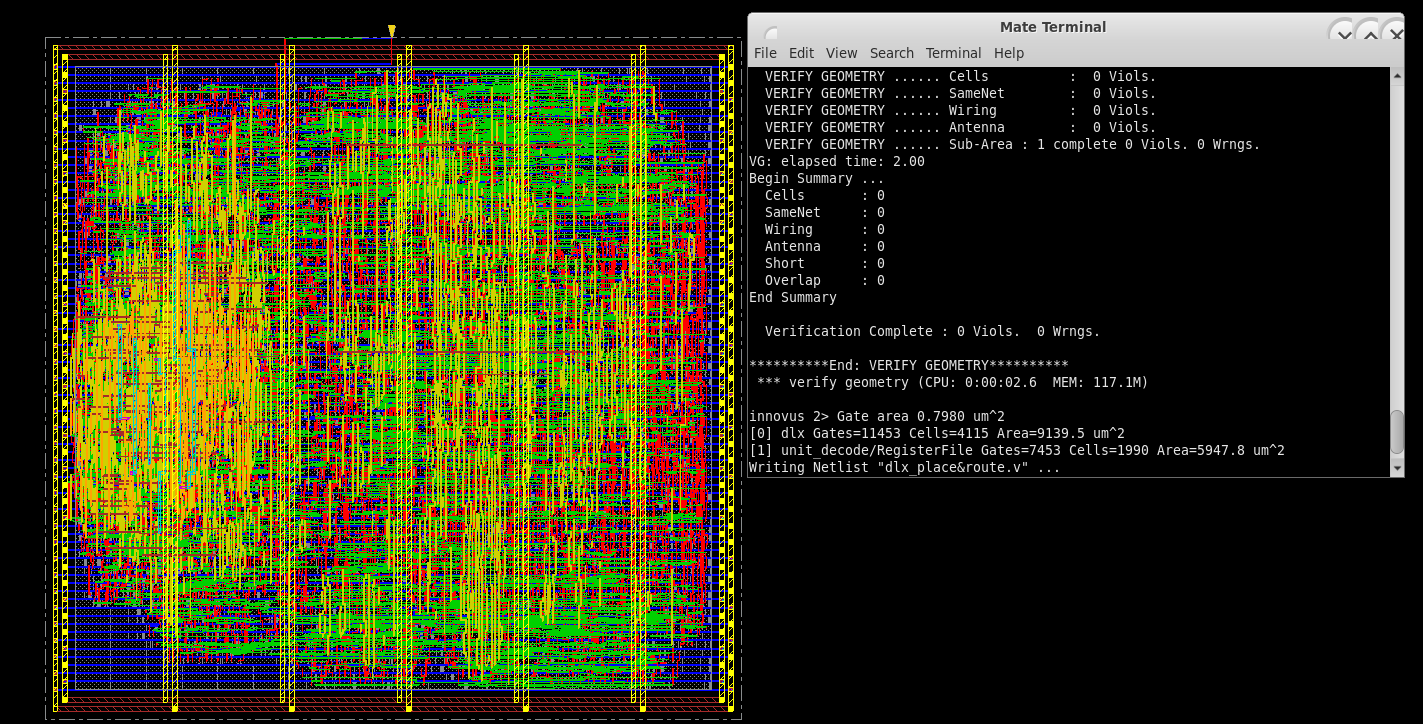 Mate Terminal
File Edit View Search Terminal Help
VERIFY GEOMETRY ...... Cells : 0 Viols.
VERIFY GEOMETRY ...... SameNet : 0 Viols.
VERIFY GEOMETRY ...... Wiring : 0 Viols.
VERIFY GEOMETRY ...... Antenna : 0 Viols.
VERIFY GEOMETRY ...... Sub-Area : 1 complete 0 Viols. 0 Wrngs.
VG: elapsed time: 2.00
Begin Summary ...
Cells : 0
SameNet : 0
Wiring : 0
Antenna : 0
Short : 0
Overlap : 0
End Summary
Verification Complete : 0 Viols. 0 Wrngs.
**********End: VERIFY GEOMETRY**********
*** verify geometry (CPU: 0:00:02.6 MEM: 117.1M)
innovus 2> Gate area 0.7980 um^2
[0] dlx Gates=11453 Cells=4115 Area=9139.5 um^2
[1] unit_decode/RegisterFile Gates=7453 Cells=1990 Area=5947.8 um^2
Writing Netlist "dlx_place&route.v" ...